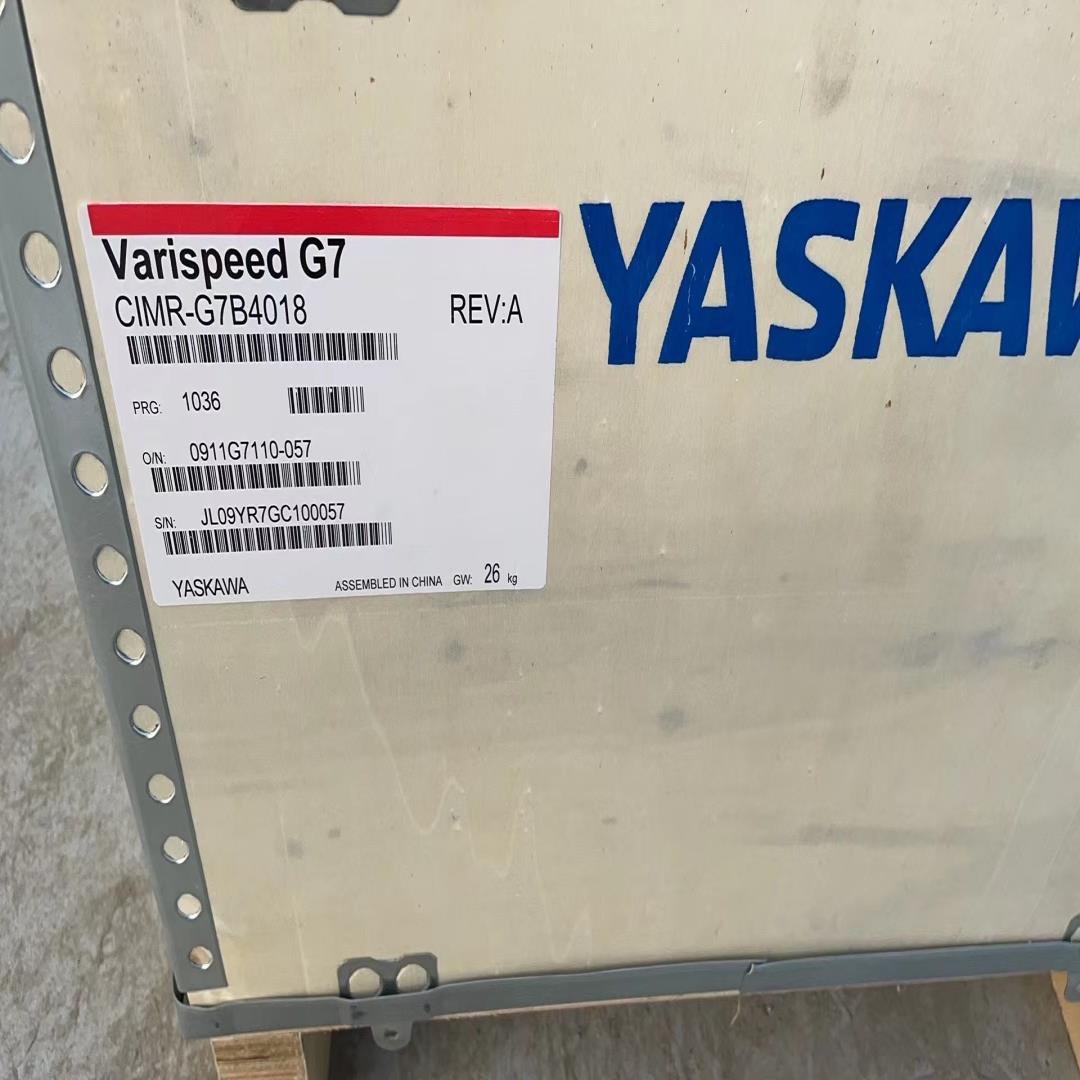 Varispeed G7
CIMR-G7B4018 REV:A
PRG: 1036
O/N: 0911G7110-057
S/N: JL09YR7GC100057
YASKAWA ASSEMBLED IN CHINA GW: 26 kg
YASKAW